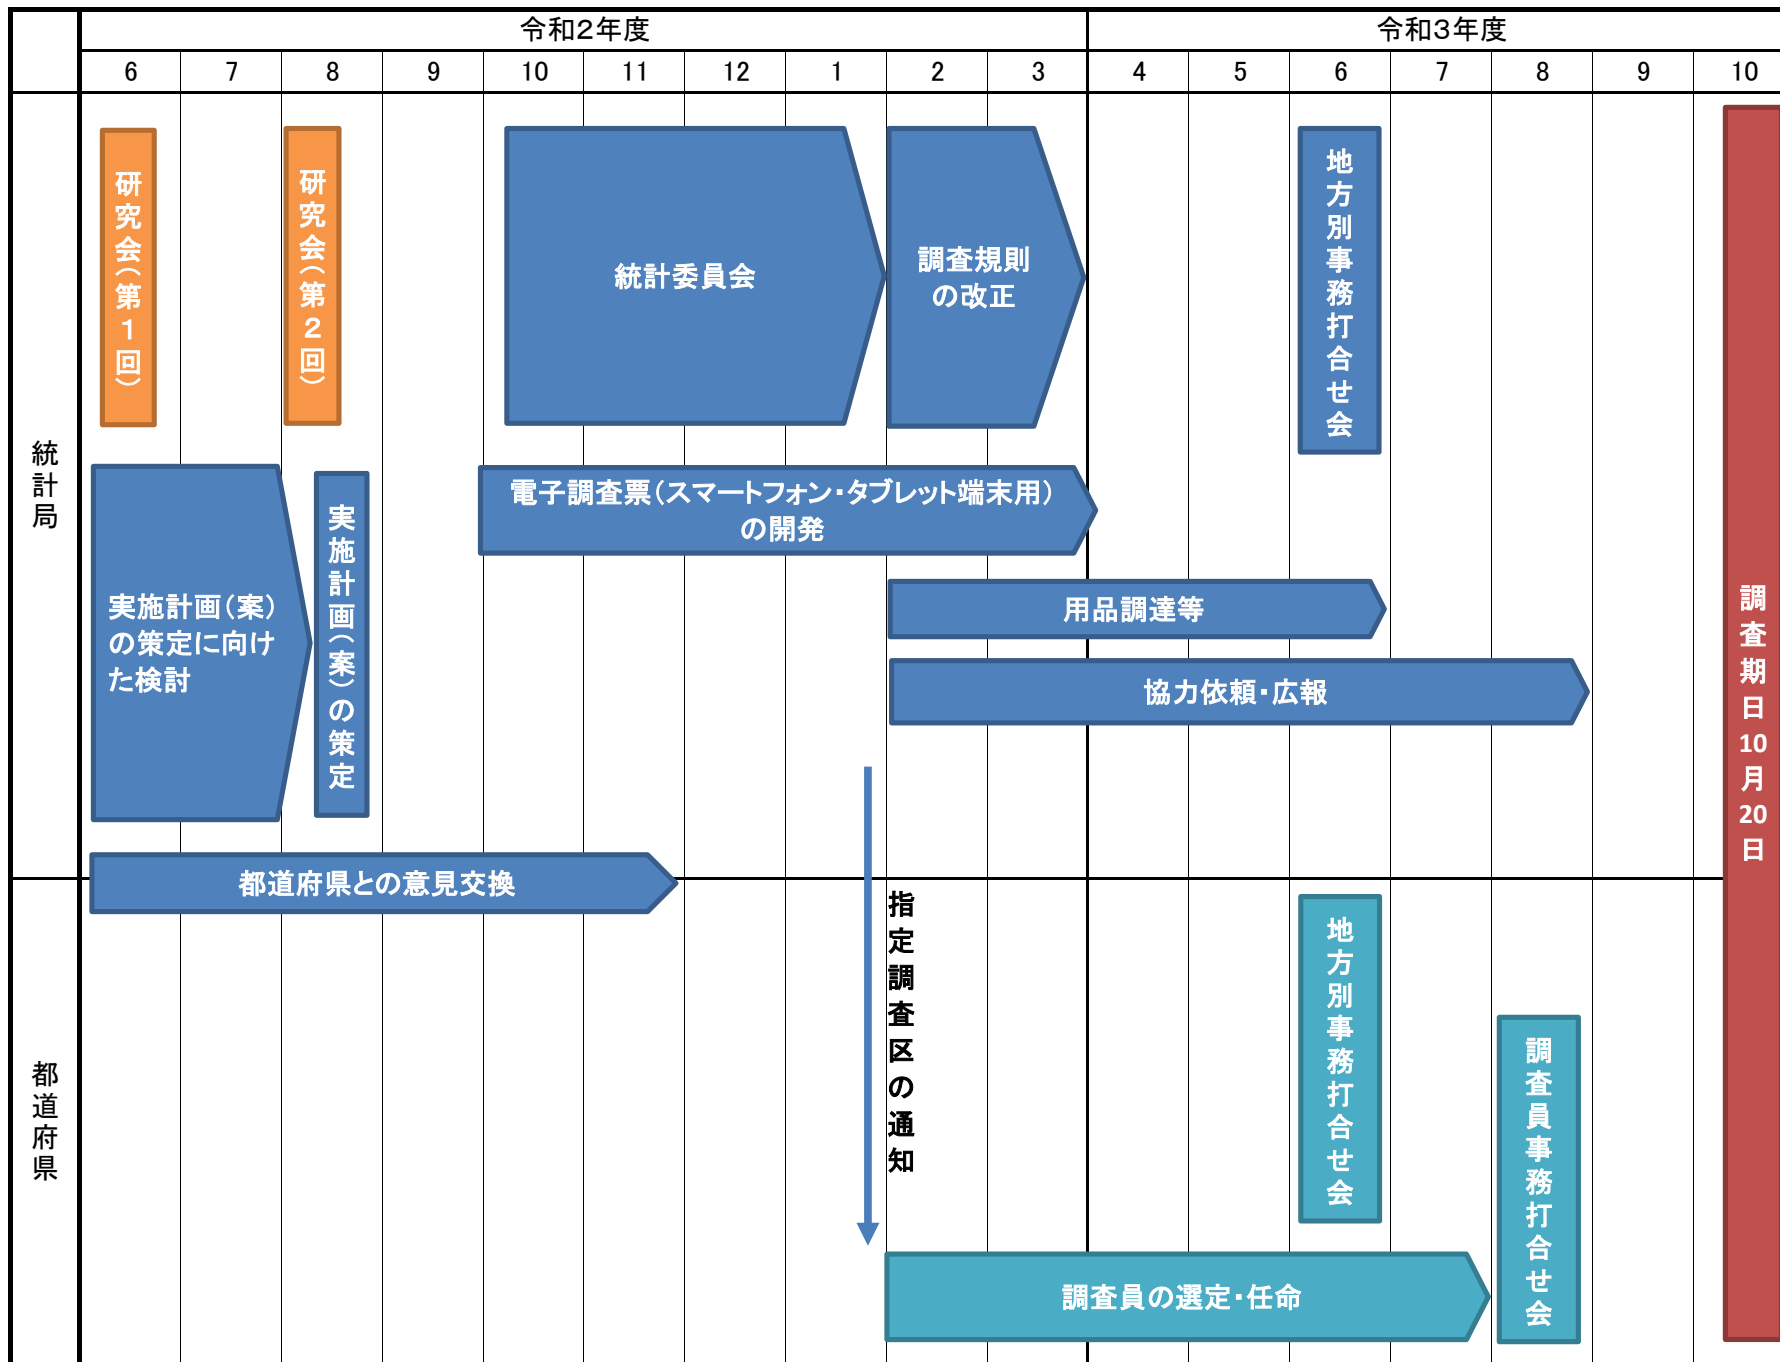 令和2年度
令和3年度
6 7 8 9 10 11 12 1 2 3 4 5 6 7 8 9 10
統計局
研究会(第1回)
研究会(第2回)
統計委員会
調査規則
の改正
地方別事務打合せ会
電子調査票(スマートフォン・タブレット端末用)
の開発
実施計画(案)
の策定に向け
た検討
実施計画(案)の策定
用品調達等
協力依頼・広報
調査期日10月20日
都道府県との意見交換
都道府県
指定調査区の通知
地方別事務打合せ会
調査員事務打合せ会
調査員の選定・任命